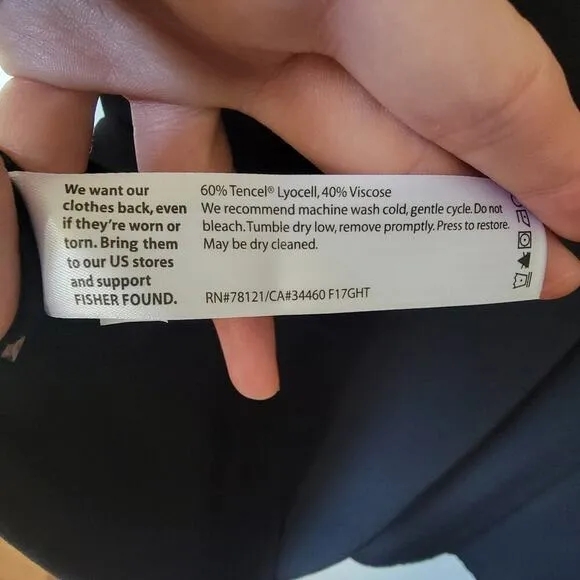 We want our
clothes back, even
if they're worn or
torn. Bring them
to our US stores
and support
FISHER FOUND.
60% Tencel® Lyocell, 40% Viscose
We recommend machine wash cold, gentle cycle. Do not
bleach. Tumble dry low, remove promptly. Press to restore.
May be dry cleaned.
RN#78121/CA#34460 F17GHT